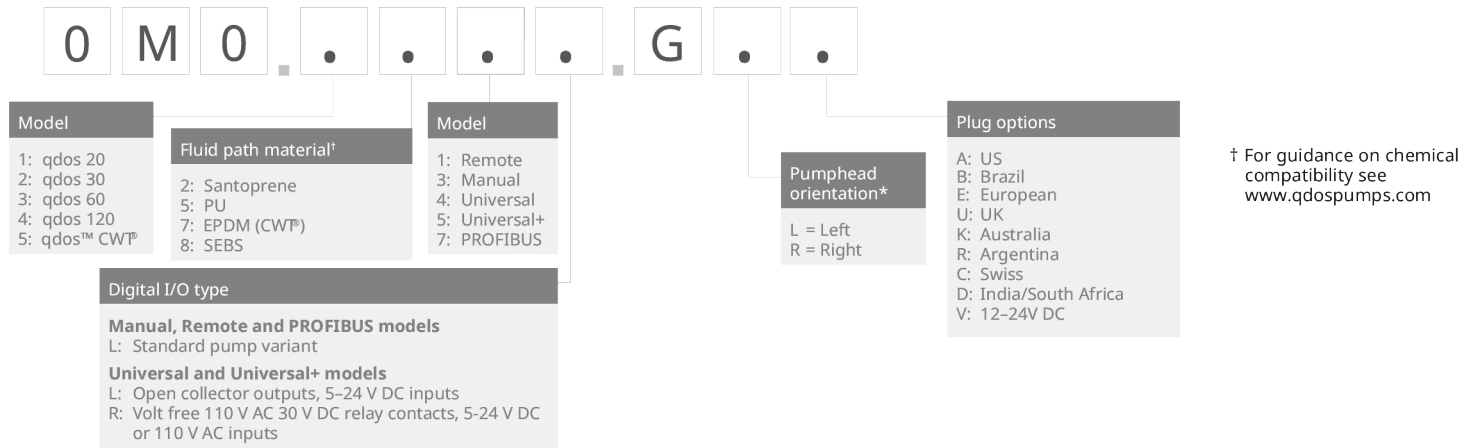 0 M 0 . . . . . . G . .
Model
1: qdos 20
2: qdos 30
3: qdos 60
4: qdos 120
5: qdos™ CWT®
Fluid path material†
2: Santoprene
5: PU
7: EPDM (CWT®)
8: SEBS
Model
1: Remote
3: Manual
4: Universal
5: Universal+
7: PROFIBUS
Digital I/O type
Manual, Remote and PROFIBUS models
L: Standard pump variant
Universal and Universal+ models
L: Open collector outputs, 5–24 V DC inputs
R: Volt free 110 V AC 30 V DC relay contacts, 5-24 V DC
or 110 V AC inputs
Pumphead
orientation*
L = Left
R = Right
Plug options
A: US
B: Brazil
E: European
U: UK
K: Australia
R: Argentina
C: Swiss
D: India/South Africa
V: 12–24V DC
† For guidance on chemical
compatibility see
www.qdospumps.com